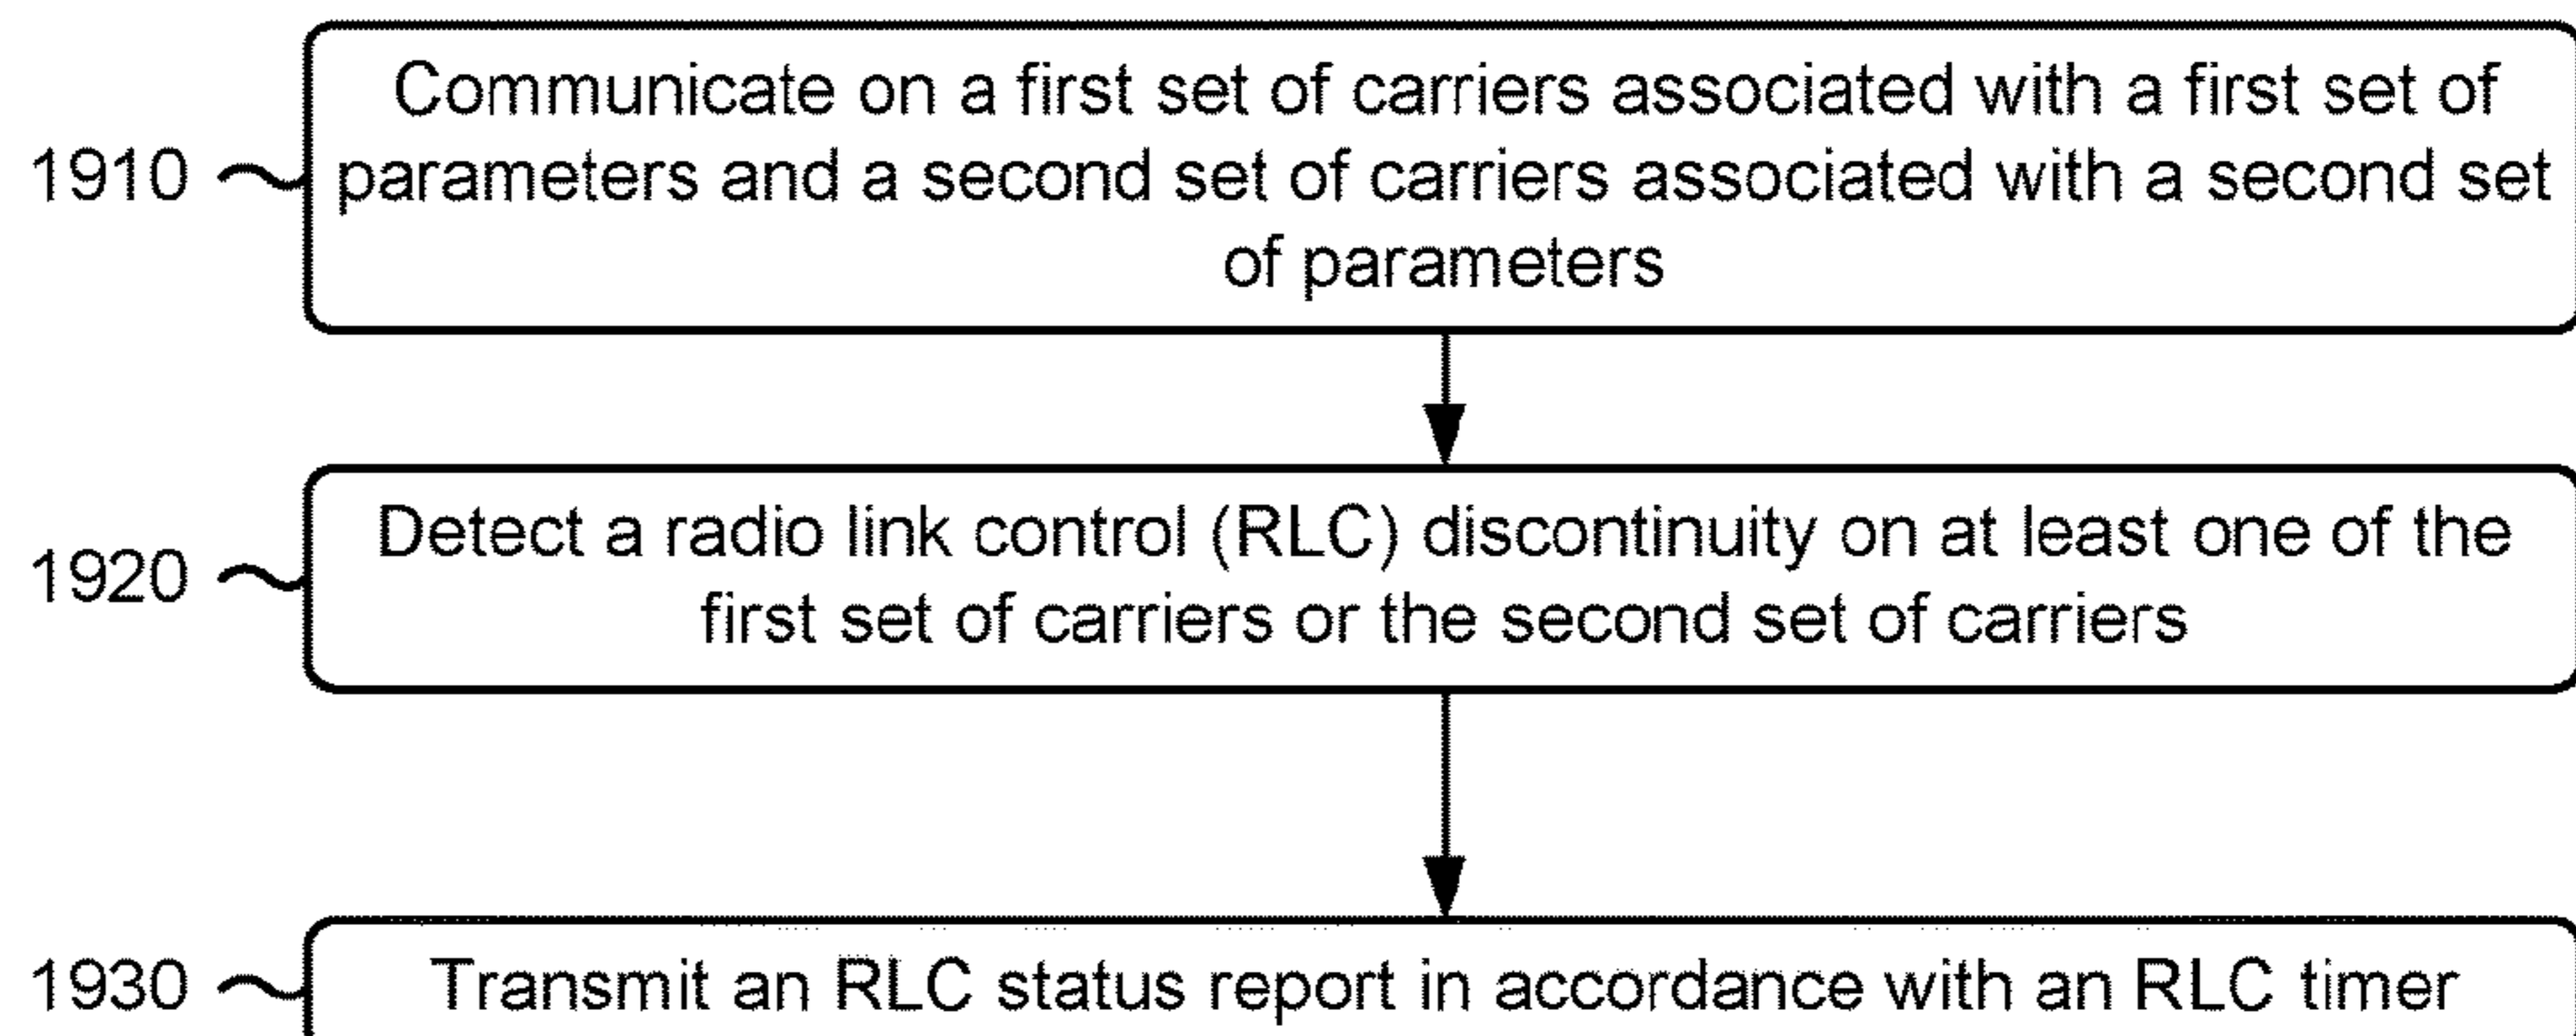 Communicate on a first set of carriers associated with a first set of
1910 parameters and a second set of carriers associated with a second set
of parameters
Detect a radio link control (RLC) discontinuity on at least one of the
1920
first set of carriers or the second set of carriers
1930 Transmit an RLC status report in accordance with an RLC timer